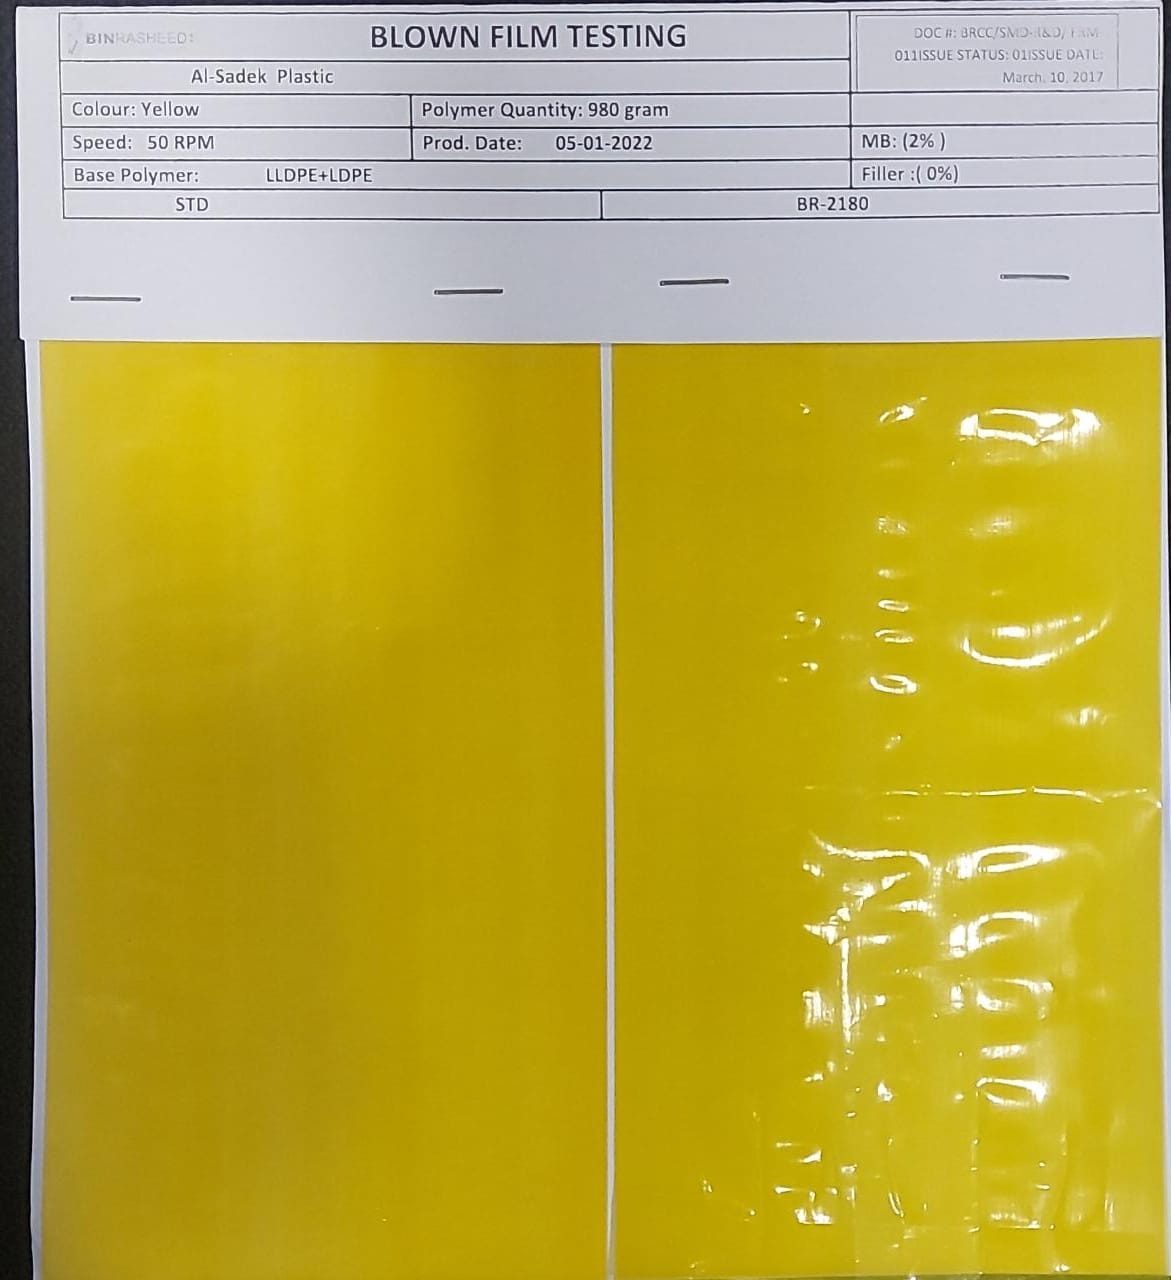 BINRASHEED
BLOWN FILM TESTING
DOC #: BRCC/SMD-R&D/ FRM
011ISSUE STATUS: 01ISSUE DATE:
March, 10, 2017
Al-Sadek Plastic
Colour: Yellow
Polymer Quantity: 980 gram
Speed: 50 RPM
Prod. Date: 05-01-2022
MB: (2% )
Base Polymer: LLDPE+LDPE
Filler :( 0%)
STD
BR-2180